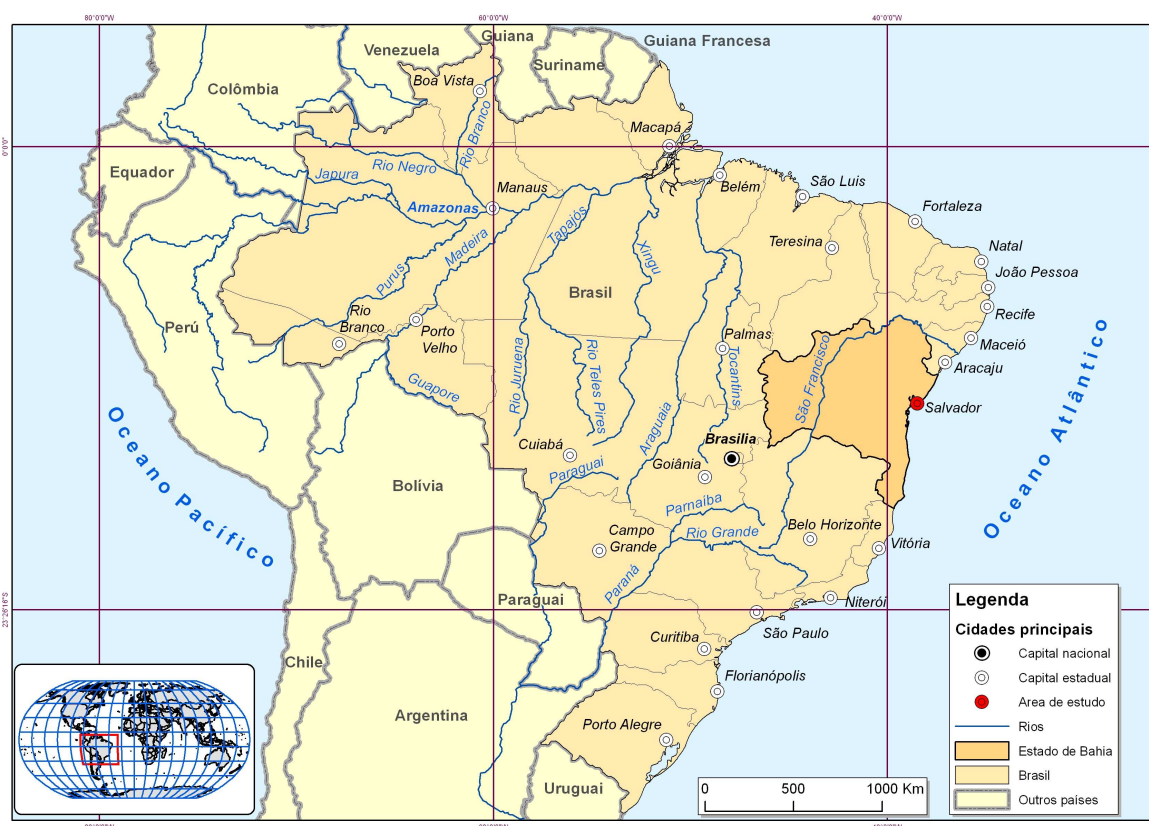 80°0'0"W
60°0'0"W
40°0'0"W
Guiana
Guiana Francesa
Venezuela
Suriname
Boa Vista
Colômbia
Rio Branco
Macapá
0°0'0"
Equador
Rio Negro
Japura
Manaus
Belém
São Luis
Amazonas
Fortaleza
Tapajós
Madeira
Xingu
Teresina
Natal
João Pessoa
Purus
Brasil
Recife
Rio
Branco
Perú
Porto
Velho
Palmas
Maceió
Aracaju
Rio Juruena
Rio Teles Pires
Tocantins
São Francisco
Guapore
Salvador
Araguaia
Oceano Pacífico
Oceano Atlântico
Cuiabá
Brasilia
Goiânia
Paraguai
Bolívia
Parnaiba
Belo Horizonte
Rio Grande
Campo
Grande
Vitória
Paraná
Paraguai
Niterói
23°26'16"S
São Paulo
Curitiba
Chile
Florianópolis
Argentina
Porto Alegre
Uruguai
0
500
1000 Km
Legenda
Cidades principais
Capital nacional
Capital estadual
Area de estudo
Rios
Estado de Bahia
Brasil
Outros países